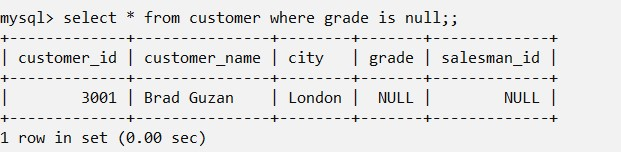 mysql> select * from customer where grade is null;;
+-------------+---------------+--------+-------+-------------+
| customer_id | customer_name | city   | grade | salesman_id |
+-------------+---------------+--------+-------+-------------+
|        3001 | Brad Guzan    | London |  NULL |        NULL |
+-------------+---------------+--------+-------+-------------+
1 row in set (0.00 sec)